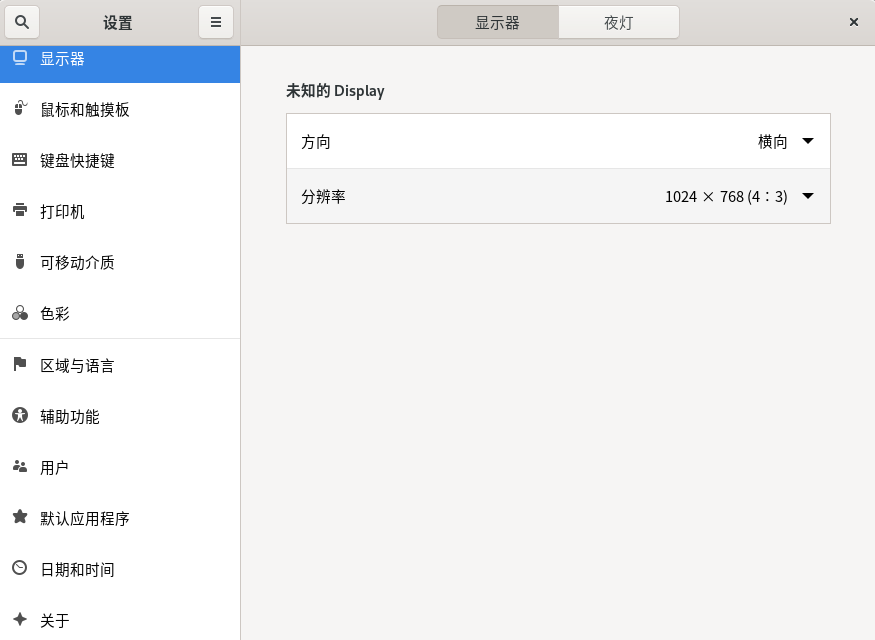 设置
显示器
夜灯
显示器
鼠标和触摸板
键盘快捷键
打印机
可移动介质
色彩
区域与语言
辅助功能
用户
默认应用程序
日期和时间
关于
未知的 Display
方向
横向
分辨率
1024 × 768 (4∶3)